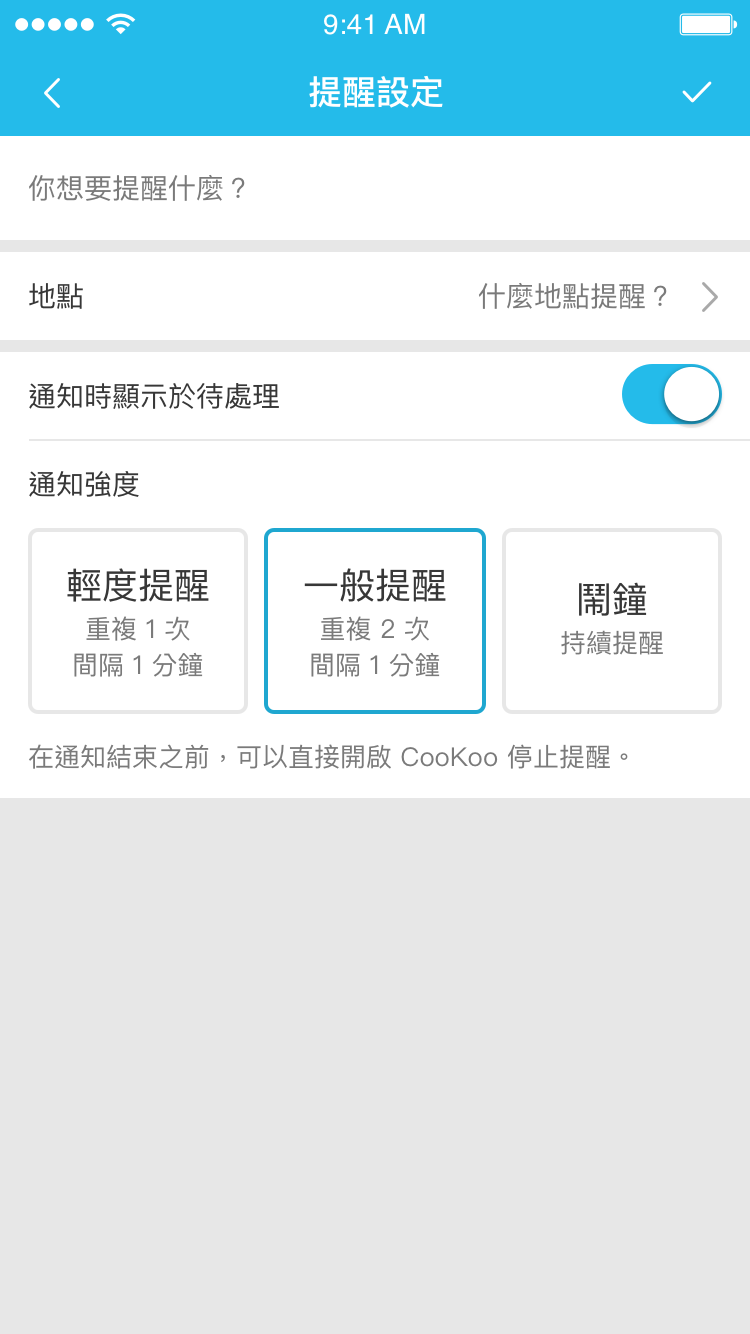 9:41 AM
提醒設定
你想要提醒什麼？
地點
什麼地點提醒？
通知時顯示於待處理
通知強度
輕度提醒
重複 1 次
間隔 1 分鐘
一般提醒
重複 2 次
間隔 1 分鐘
鬧鐘
持續提醒
在通知結束之前，可以直接開啟 CooKoo 停止提醒。